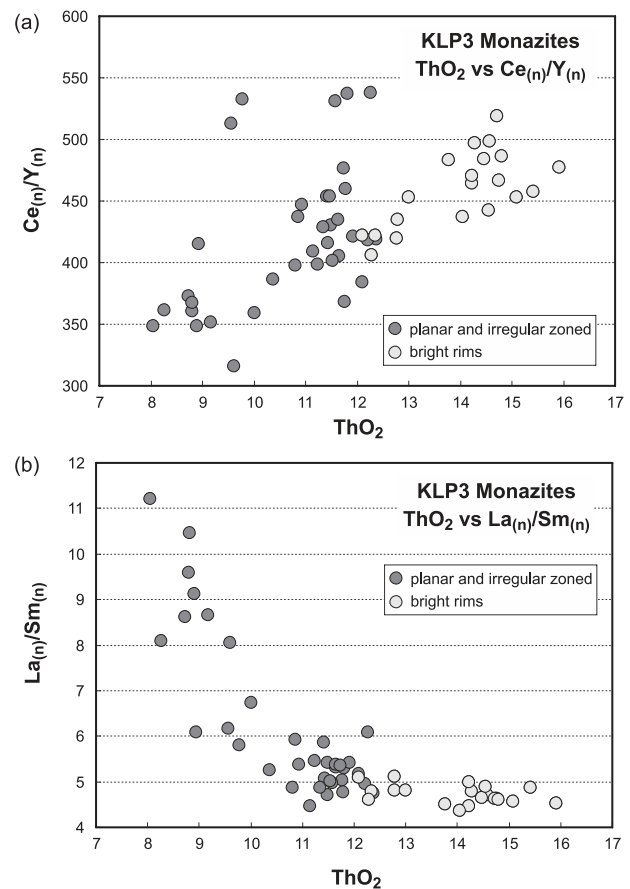 (a)
KLP3 Monazites
ThO2 vs Ce(n)/Y(n)
600
550
500
450
400
350
300
Ce(n)/Y(n)
planar and irregular zoned
bright rims
7 8 9 10 11 12 13 14 15 16 17
ThO2
(b)
KLP3 Monazites
ThO2 vs La(n)/Sm(n)
12
11
10
9
8
7
6
5
4
La(n)/Sm(n)
planar and irregular zoned
bright rims
7 8 9 10 11 12 13 14 15 16 17
ThO2